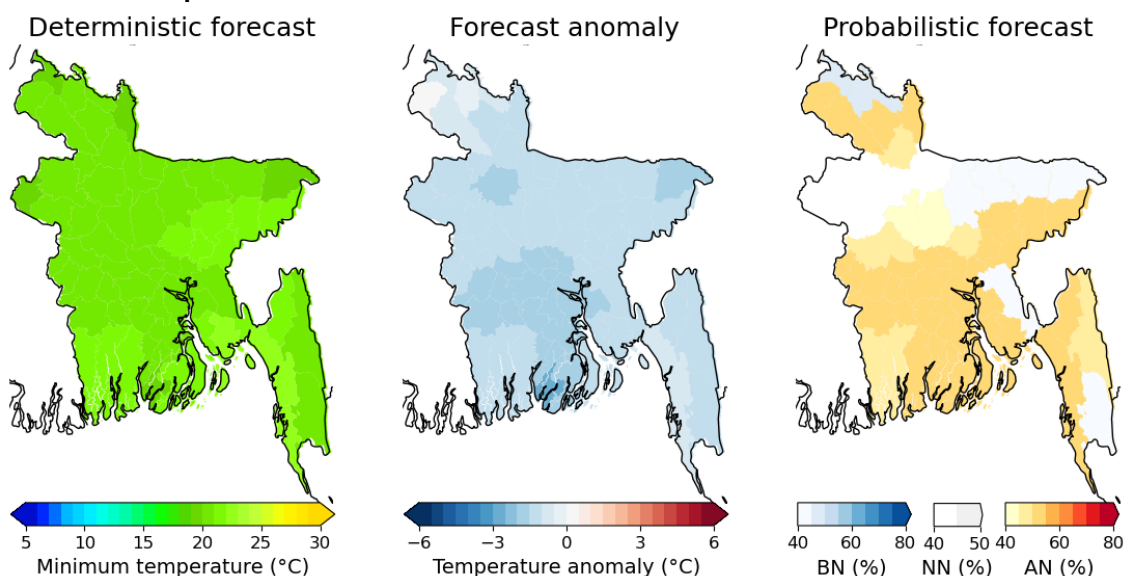 Deterministic forecast
Forecast anomaly
Probabilistic forecast
5 10 15 20 25 30
Minimum temperature (°C)
−6 −3 0 3 6
Temperature anomaly (°C)
40 80
BN (%)
40 50
NN (%)
40 60 80
AN (%)